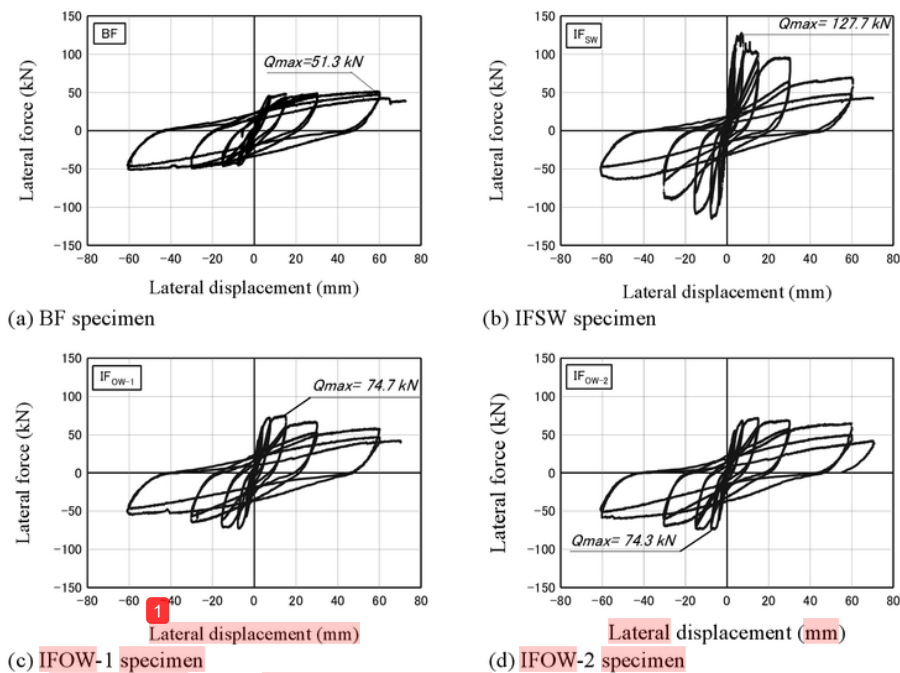 150
100
50
0
−50
−100
−150
−80 −60 −40 −20 0 20 40 60 80
BF
Qmax=51.3 kN
Lateral force (kN)
Lateral displacement (mm)
(a) BF specimen
150
100
50
0
−50
−100
−150
−80 −60 −40 −20 0 20 40 60 80
IFSW
Qmax= 127.7 kN
Lateral force (kN)
Lateral displacement (mm)
(b) IFSW specimen
150
100
50
0
−50
−100
−150
−80 −60 −40 −20 0 20 40 60 80
IFOW-1
Qmax= 74.7 kN
Lateral force (kN)
1
Lateral displacement (mm)
(c) IFOW-1 specimen
150
100
50
0
−50
−100
−150
−80 −60 −40 −20 0 20 40 60 80
IFOW-2
Qmax= 74.3 kN
Lateral force (kN)
Lateral displacement (mm)
(d) IFOW-2 specimen